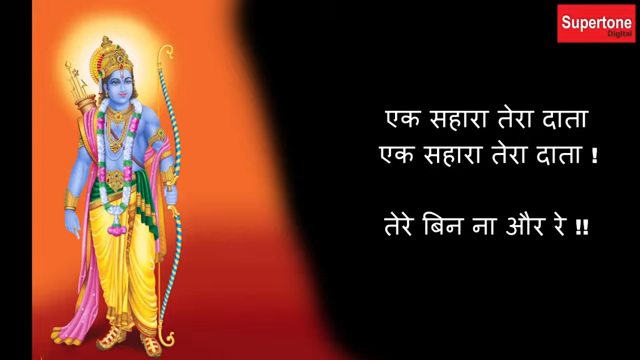 Supertone
Digital
एक सहारा तेरा दाता
एक सहारा तेरा दाता !
तेरे बिन ना और रे !!